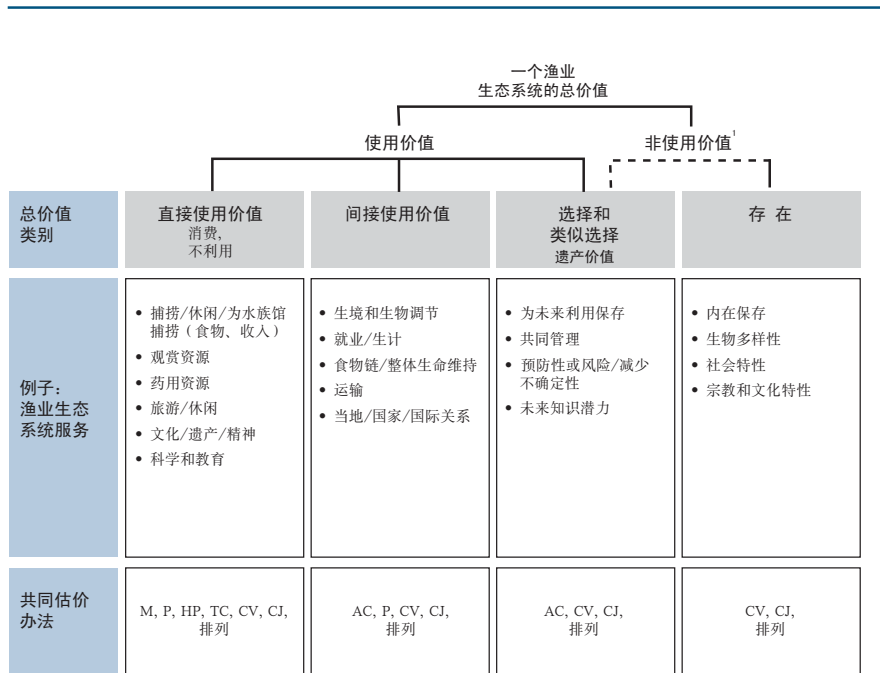 一个渔业
生态系统的总价值
使用价值
非使用价值1
总价值
类别
直接使用价值
消费,
不利用
间接使用价值
选择和
类似选择
遗产价值
存 在
例子：
渔业生态
系统服务
• 捕捞/休闲/为水族馆
捕捞（食物、收入）
• 观赏资源
• 药用资源
• 旅游/休闲
• 文化/遗产/精神
• 科学和教育
• 生境和生物调节
• 就业/生计
• 食物链/整体生命维持
• 运输
• 当地/国家/国际关系
• 为未来利用保存
• 共同管理
• 预防性或风险/减少
不确定性
• 未来知识潜力
• 内在保存
• 生物多样性
• 社会特性
• 宗教和文化特性
共同估价
办法
M, P, HP, TC, CV, CJ,
排列
AC, P, CV, CJ,
排列
AC, CV, CJ,
排列
CV, CJ,
排列